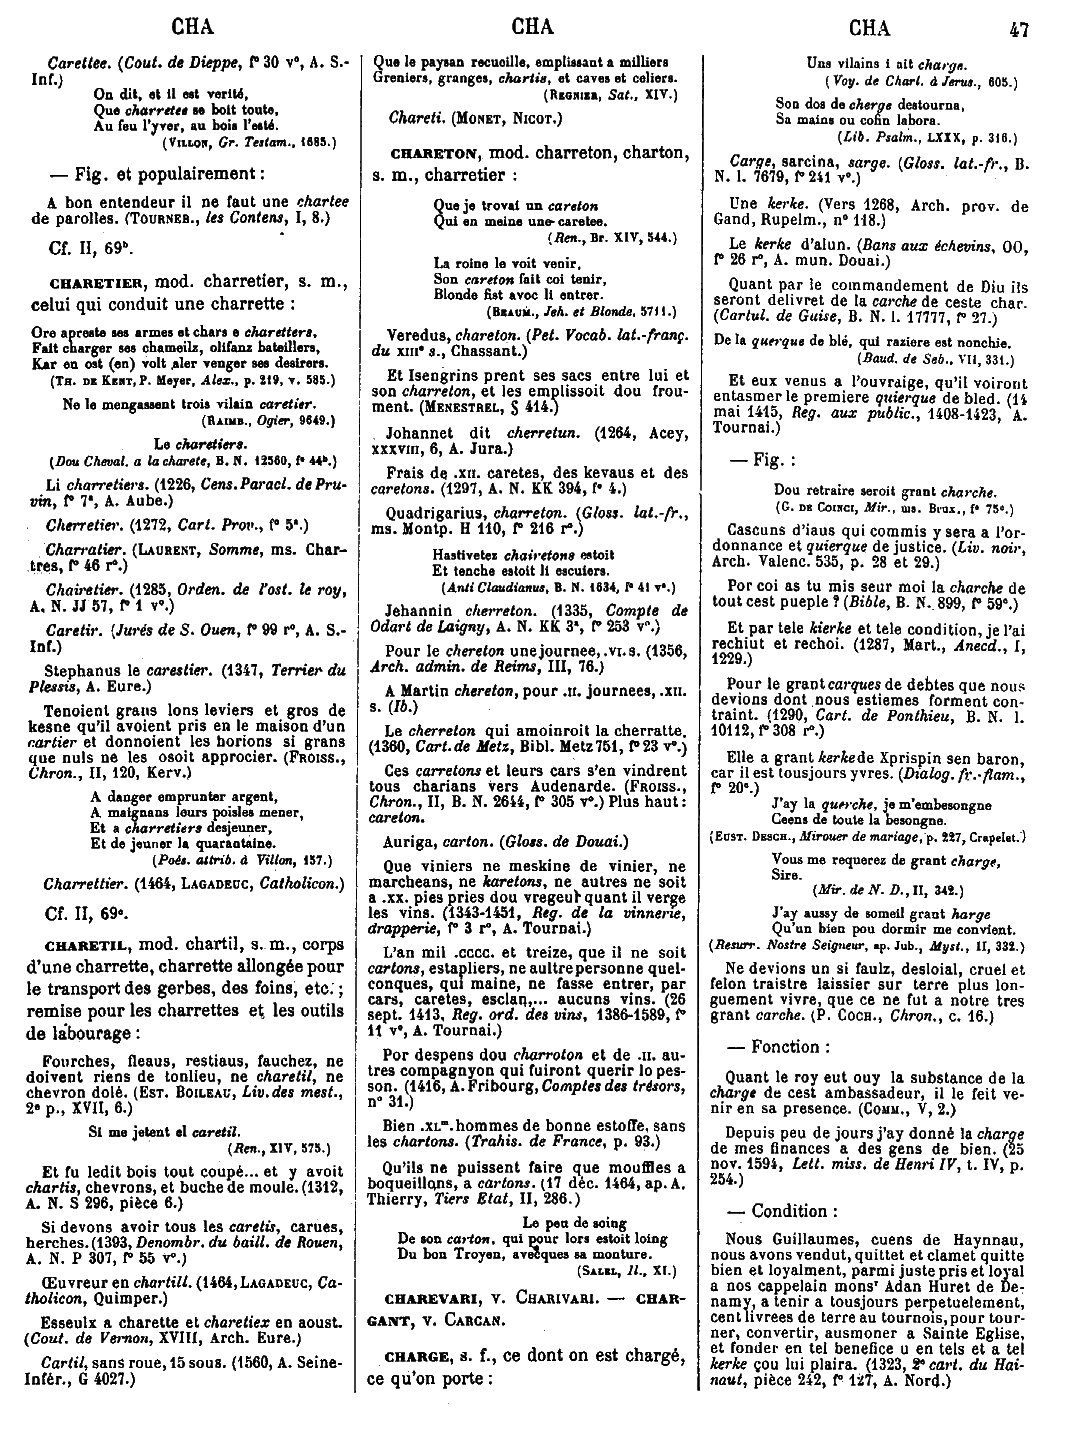 CHA
CHA
CHA
47
Carettee. (Cout. de Dieppe, f° 30 v°, A. S.-
Inf.)
On dit, et il est verité,
Que charretee se boit toute,
Au feu l'yver, au bois l'esté.
(VILLON, Gr. Testam., 1685.)
— Fig. et populairement :
A bon entendeur il ne faut une chartee
de parolles. (TOURNEB., les Contens, I, 8.)
Cf. II, 69ᵇ.
CHARETIER, mod. charretier, s. m.,
celui qui conduit une charrette :
Ore apreste ses armes et chars e charetters,
Fait charger ses chameilz, olifanz bateillers,
Kar en ost (en) volt aler venger ses desirers.
(TH. DE KENT, P. Meyer, Alex., p. 219, v. 585.)
Ne le mengassent trois vilain caretier.
(RAIMB., Ogier, 9649.)
Le charetiers.
(Dou Cheval. a la charete, B. N. 12560, f° 44ᵇ.)
Li charretiers. (1226, Cens. Paracl. de Pru-
vin, f° 7ᵃ, A. Aube.)
Cherretier. (1272, Cart. Prov., f° 5ᵃ.)
Charratier. (LAURENT, Somme, ms. Char-
tres, f° 46 r°.)
Chairetier. (1285, Orden. de l'ost. le roy,
A. N. JJ 57, f° 1 v°.)
Caretir. (Jurés de S. Ouen, f° 99 r°, A. S.-
Inf.)
Stephanus le carestier. (1347, Terrier du
Plessis, A. Eure.)
Tenoient grans lons leviers et gros de
kesne qu'il avoient pris en le maison d'un
cartier et donnoient les horions si grans
que nuls ne les osoit approcier. (FROISS.,
Chron., II, 120, Kerv.)
A danger emprunter argent,
A maignans leurs poisles mener,
Et a charretiers desjeuner,
Et de jeuner la quarantaine.
(Poés. attrib. à Villon, 157.)
Charrettier. (1464, LAGADEUC, Catholicon.)
Cf. II, 69ᶜ.
CHARETIL, mod. chartil, s. m., corps
d'une charrette, charrette allongée pour
le transport des gerbes, des foins, etc. ;
remise pour les charrettes et les outils
de labourage :
Fourches, fleaus, restiaus, fauchez, ne
doivent riens de tonlieu, ne charetil, ne
chevron dolé. (EST. BOILEAU, Liv. des mest.,
2ᵉ p., XVII, 6.)
Si me jetent el caretil.
(Ren., XIV, 575.)
Et fu ledit bois tout coupé... et y avoit
chartis, chevrons, et buche de moule. (1312,
A. N. S 296, pièce 6.)
Si devons avoir tous les caretis, carues,
herches. (1393, Denombr. du baill. de Rouen,
A. N. P 307, f° 55 v°.)
Œuvreur en chartill. (1464, LAGADEUC, Ca-
tholicon, Quimper.)
Esseulx a charette et charetiex en aoust.
(Cout. de Vernon, XVIII, Arch. Eure.)
Cartil, sans roue, 15 sous. (1560, A. Seine-
Infér., G 4027.)
Que le paysan recueille, emplissant a milliers
Greniers, granges, chartis, et caves et celiers.
(REGNIER, Sat., XIV.)
Chareti. (MONET, NICOT.)
CHARETON, mod. charreton, charton,
s. m., charretier :
Que je trovai un careton
Qui en meine une caretee.
(Ren., Br. XIV, 544.)
La roine le voit venir,
Son careton fait coi tenir,
Blonde fist avoc li entrer.
(BEAUM., Jeh. et Blonde, 5711.)
Veredus, chareton. (Pet. Vocab. lat.-franç.
du XIIIᵉ s., Chassant.)
Et Isengrins prent ses sacs entre lui et
son charreton, et les emplissoit dou frou-
ment. (MENESTREL, § 414.)
Johannet dit cherretun. (1264, Acey,
XXXVIII, 6, A. Jura.)
Frais de .XII. caretes, des kevaus et des
caretons. (1297, A. N. KK 394, f° 4.)
Quadrigarius, charreton. (Gloss. lat.-fr.,
ms. Montp. H 110, f° 216 r°.)
Hastivetez chairetons estoit
Et tenche estoit li escuiers.
(Anti Claudianus, B. N. 1634, f° 41 v°.)
Jehannin cherreton. (1335, Compte de
Odart de Laigny, A. N. KK 3ᵃ, f° 253 v°.)
Pour le chereton une journee, .VI. s. (1356,
Arch. admin. de Reims, III, 76.)
A Martin chereton, pour .II. journees, .XII.
s. (Ib.)
Le cherreton qui amoinroit la cherratte.
(1360, Cart. de Metz, Bibl. Metz 751, f° 23 v°.)
Ces carretons et leurs cars s'en vindrent
tous charians vers Audenarde. (FROISS.,
Chron., II, B. N. 2644, f° 305 v°.) Plus haut :
careton.
Auriga, carton. (Gloss. de Douai.)
Que viniers ne meskine de vinier, ne
marcheans, ne karetons, ne autres ne soit
a .XX. pies pries dou vregeur quant il verge
les vins. (1343-1451, Reg. de la vinnerie,
drapperie, f° 3 r°, A. Tournai.)
L'an mil .CCCC. et treize, que il ne soit
cartons, estapliers, ne aultre personne quel-
conques, qui maine, ne fasse entrer, par
cars, caretes, esclan,... aucuns vins. (26
sept. 1413, Reg. ord. des vins, 1386-1589, f°
11 v°, A. Tournai.)
Por despens dou charroton et de .II. au-
tres compagnyon qui fuiront querir lo pes-
son. (1416, A. Fribourg, Comptes des trésors,
n° 31.)
Bien .XLᵐ. hommes de bonne estoffe, sans
les chartons. (Trahis. de France, p. 93.)
Qu'ils ne puissent faire que mouffles a
boqueillons, a cartons. (17 déc. 1464, ap. A.
Thierry, Tiers Etat, II, 286.)
Le peu de soing
De son carton, qui pour lors estoit loing
Du bon Troyen, avecques sa monture.
(SALEL, Il., XI.)
CHAREVARI, V. CHARIVARI. — CHAR-
GANT, V. CARCAN.
CHARGE, s. f., ce dont on est chargé,
ce qu'on porte :
Uns vilains i ait charge.
(Voy. de Charl. à Jerus., 605.)
Son dos de cherge destourna,
Sa mains ou cofin labora.
(Lib. Psalm., LXXX, p. 316.)
Carge, sarcina, sarge. (Gloss. lat.-fr., B.
N. l. 7679, f° 241 v°.)
Une kerke. (Vers 1268, Arch. prov. de
Gand, Rupelm., n° 118.)
Le kerke d'alun. (Bans aux échevins, OO,
f° 26 r°, A. mun. Douai.)
Quant par le commandement de Diu ils
seront delivret de la carche de ceste char.
(Cartul. de Guise, B. N. l. 17777, f° 27.)
De la querque de blé, qui raziere est nonchie.
(Baud. de Seb., VII, 331.)
Et eux venus a l'ouvraige, qu'il voiront
entasmer le premiere quierque de bled. (14
mai 1415, Reg. aux public., 1408-1423, A.
Tournai.)
— Fig. :
Dou retraire seroit grant charche.
(G. DE COINCI, Mir., ms. Brux., f° 75ᶜ.)
Cascuns d'iaus qui commis y sera a l'or-
donnance et quierque de justice. (Liv. noir,
Arch. Valenc. 535, p. 28 et 29.)
Por coi as tu mis seur moi la charche de
tout cest pueple ? (Bible, B. N. 899, f° 59ᶜ.)
Et par tele kierke et tele condition, je l'ai
rechiut et rechoi. (1287, Mart., Anecd., I,
1229.)
Pour le grant carques de debtes que nous
devions dont nous estiemes forment con-
traint. (1290, Cart. de Ponthieu, B. N. l.
10112, f° 308 r°.)
Elle a grant kerke de Xprispin sen baron,
car il est tousjours yvres. (Dialog. fr.-flam.,
f° 20ᶜ.)
J'ay la querche, je m'embesongne
Ceens de toute la besongne.
(EUST. DESCH., Mirouer de mariage, p. 227, Crapelet.)
Vous me requerez de grant charge,
Sire.
(Mir. de N. D., II, 342.)
J'ay aussy de someil grant harge
Qu'un bien pou dormir me convient.
(Resurr. Nostre Seigneur, ap. Jub., Myst., II, 332.)
Ne devions un si faulz, desloial, cruel et
felon traistre laissier sur terre plus lon-
guement vivre, que ce ne fut a notre tres
grant carche. (P. COCH., Chron., c. 16.)
— Fonction :
Quant le roy eut ouy la substance de la
charge de cest ambassadeur, il le feit ve-
nir en sa presence. (COMM., V, 2.)
Depuis peu de jours j'ay donné la charge
de mes finances a des gens de bien. (25
nov. 1594, Lett. miss. de Henri IV, t. IV, p.
254.)
— Condition :
Nous Guillaumes, cuens de Haynnau,
nous avons vendut, quittet et clamet quitte
bien et loyalment, parmi juste pris et loyal
a nos cappelain monsʳ Adan Huret de De-
namy, a tenir a tousjours perpetuelement,
cent livrees de terre au tournois, pour tour-
ner, convertir, ausmoner a Sainte Eglise,
et fonder en tel benefice u en tels et a tel
kerke çou lui plaira. (1323, 2ᵉ cart. du Hai-
naut, pièce 242, f° 127, A. Nord.)